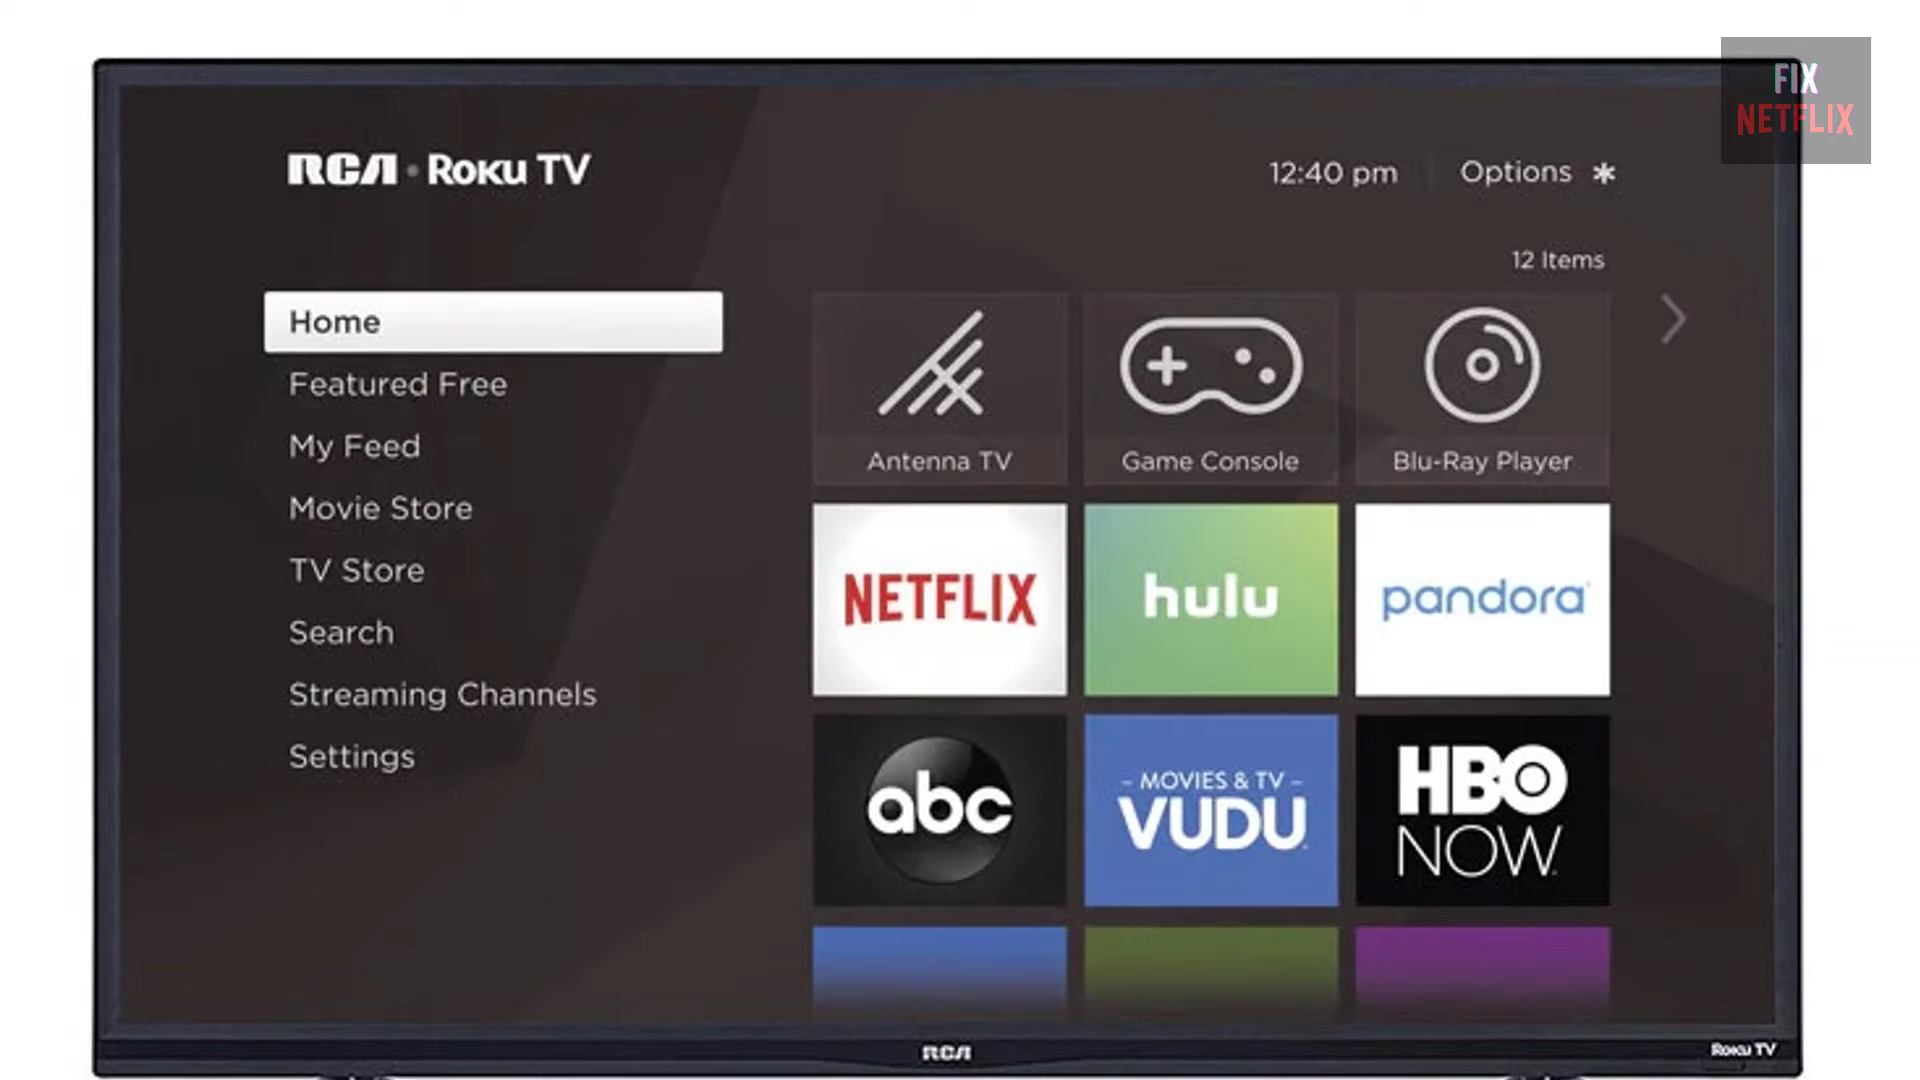 FIX
NETFLIX
RCA • ROKU TV
12:40 pm
Options *
12 Items
Home
Featured Free
My Feed
Movie Store
TV Store
Search
Streaming Channels
Settings
Antenna TV
Game Console
Blu-Ray Player
NETFLIX
hulu
pandora
abc
- MOVIES & TV -
VUDU
HBO
NOW
RCA
ROKU TV